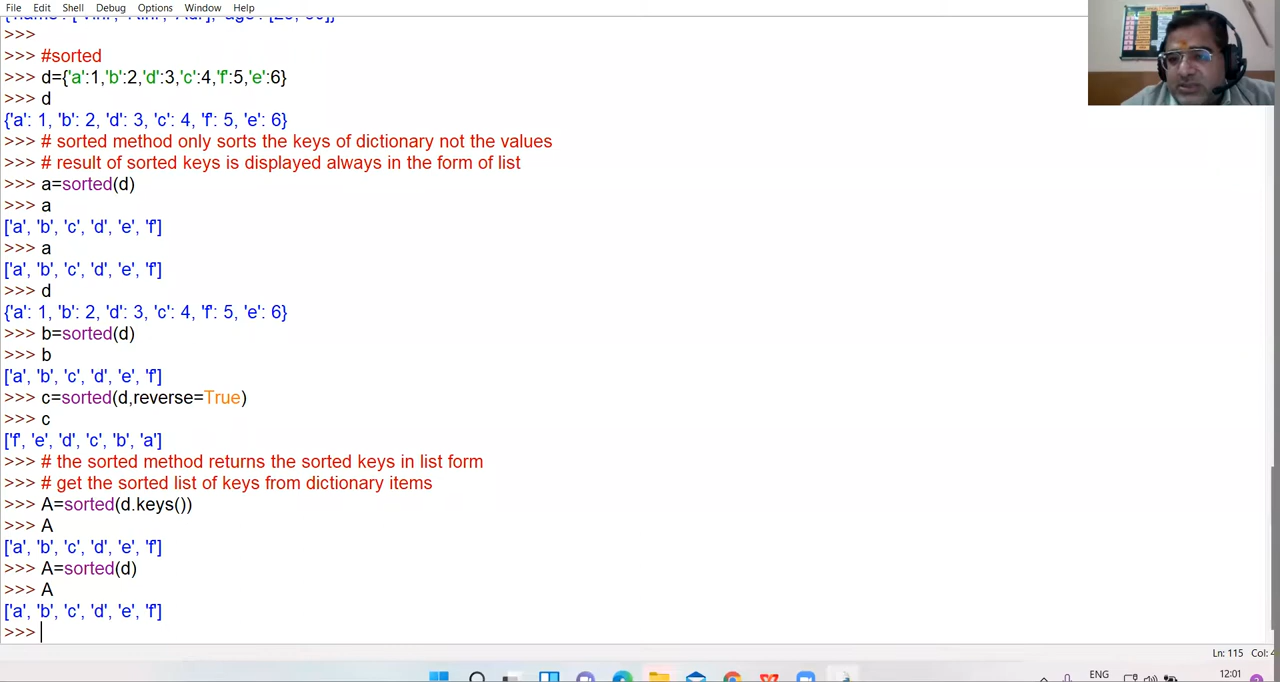 File Edit Shell Debug Options Window Help
>>>
>>> #sorted
>>> d={'a':1,'b':2,'d':3,'c':4,'f':5,'e':6}
>>> d
{'a': 1, 'b': 2, 'd': 3, 'c': 4, 'f': 5, 'e': 6}
>>> # sorted method only sorts the keys of dictionary not the values
>>> # result of sorted keys is displayed always in the form of list
>>> a=sorted(d)
>>> a
['a', 'b', 'c', 'd', 'e', 'f']
>>> a
['a', 'b', 'c', 'd', 'e', 'f']
>>> d
{'a': 1, 'b': 2, 'd': 3, 'c': 4, 'f': 5, 'e': 6}
>>> b=sorted(d)
>>> b
['a', 'b', 'c', 'd', 'e', 'f']
>>> c=sorted(d,reverse=True)
>>> c
['f', 'e', 'd', 'c', 'b', 'a']
>>> # the sorted method returns the sorted keys in list form
>>> # get the sorted list of keys from dictionary items
>>> A=sorted(d.keys())
>>> A
['a', 'b', 'c', 'd', 'e', 'f']
>>> A=sorted(d)
>>> A
['a', 'b', 'c', 'd', 'e', 'f']
>>>
Ln: 115 Col:
ENG 12:01